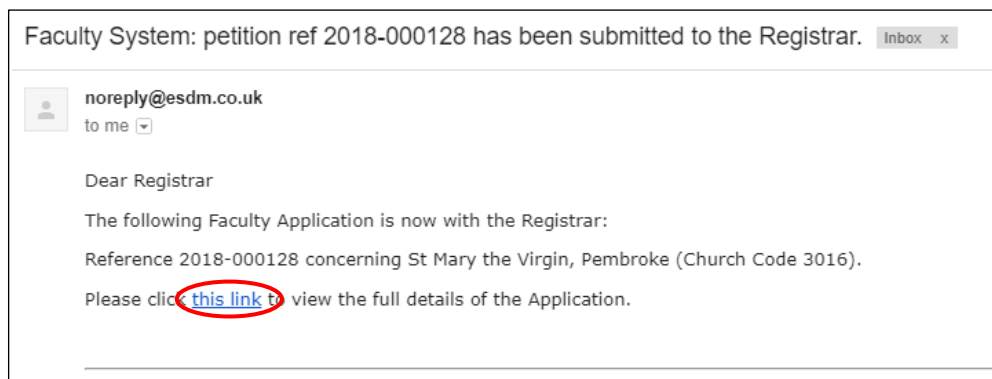 Faculty System: petition ref 2018-000128 has been submitted to the Registrar. Inbox x
noreply@esdm.co.uk
to me
Dear Registrar
The following Faculty Application is now with the Registrar:
Reference 2018-000128 concerning St Mary the Virgin, Pembroke (Church Code 3016).
Please click this link to view the full details of the Application.